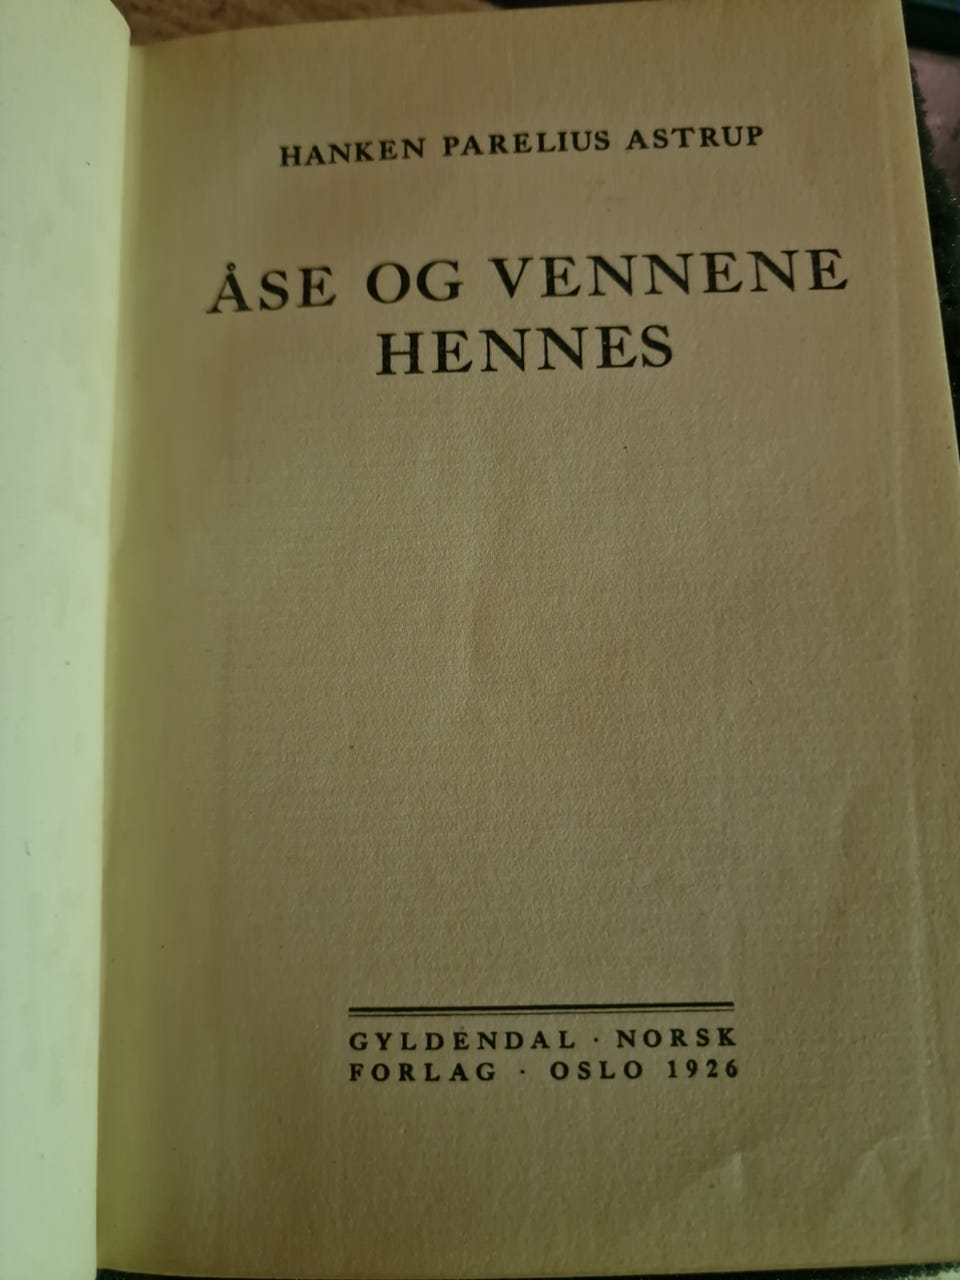 HANKEN PARELIUS ASTRUP
ÅSE OG VENNENE
HENNES
GYLDENDAL · NORSK
FORLAG · OSLO 1926